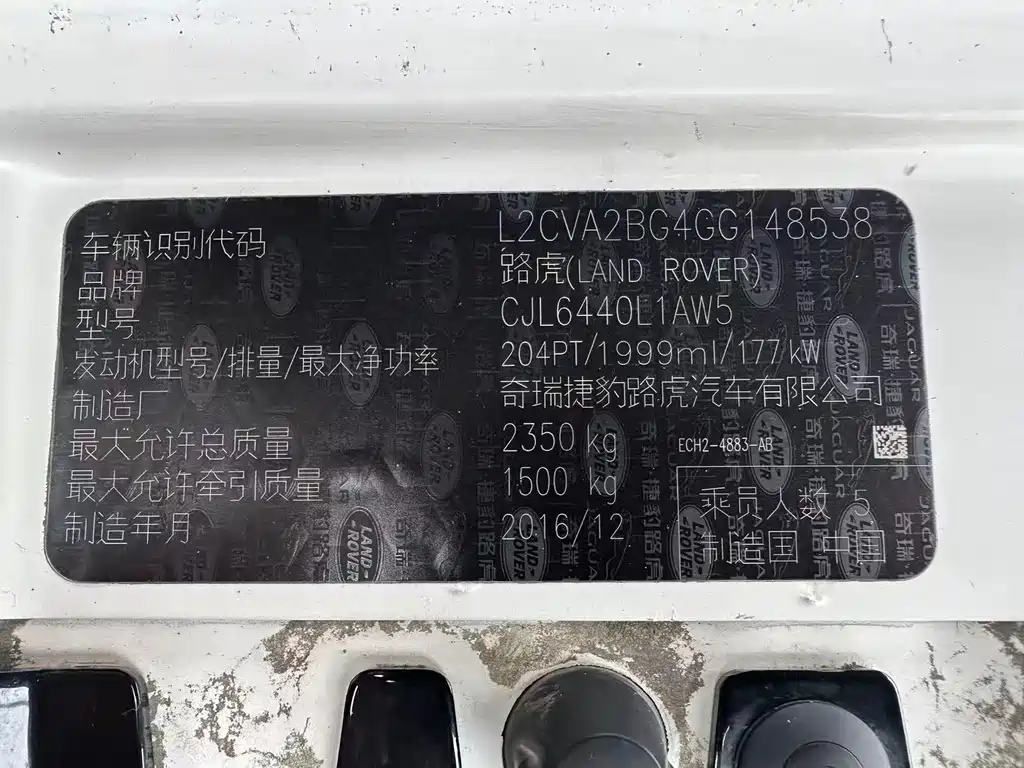 车辆识别代码 L2CVA2BG4GG148538
品牌 路虎(LAND ROVER)
型号 CJL6440L1AW5
发动机型号/排量/最大净功率 204PT/1999ml/177/kW
制造厂 奇瑞捷豹路虎汽车有限公司
最大允许总质量 2350 kg ECH2-4883-AB
最大允许牵引质量 1500 kg 乘员人数 5
制造年月 2016/12 制造国 中国